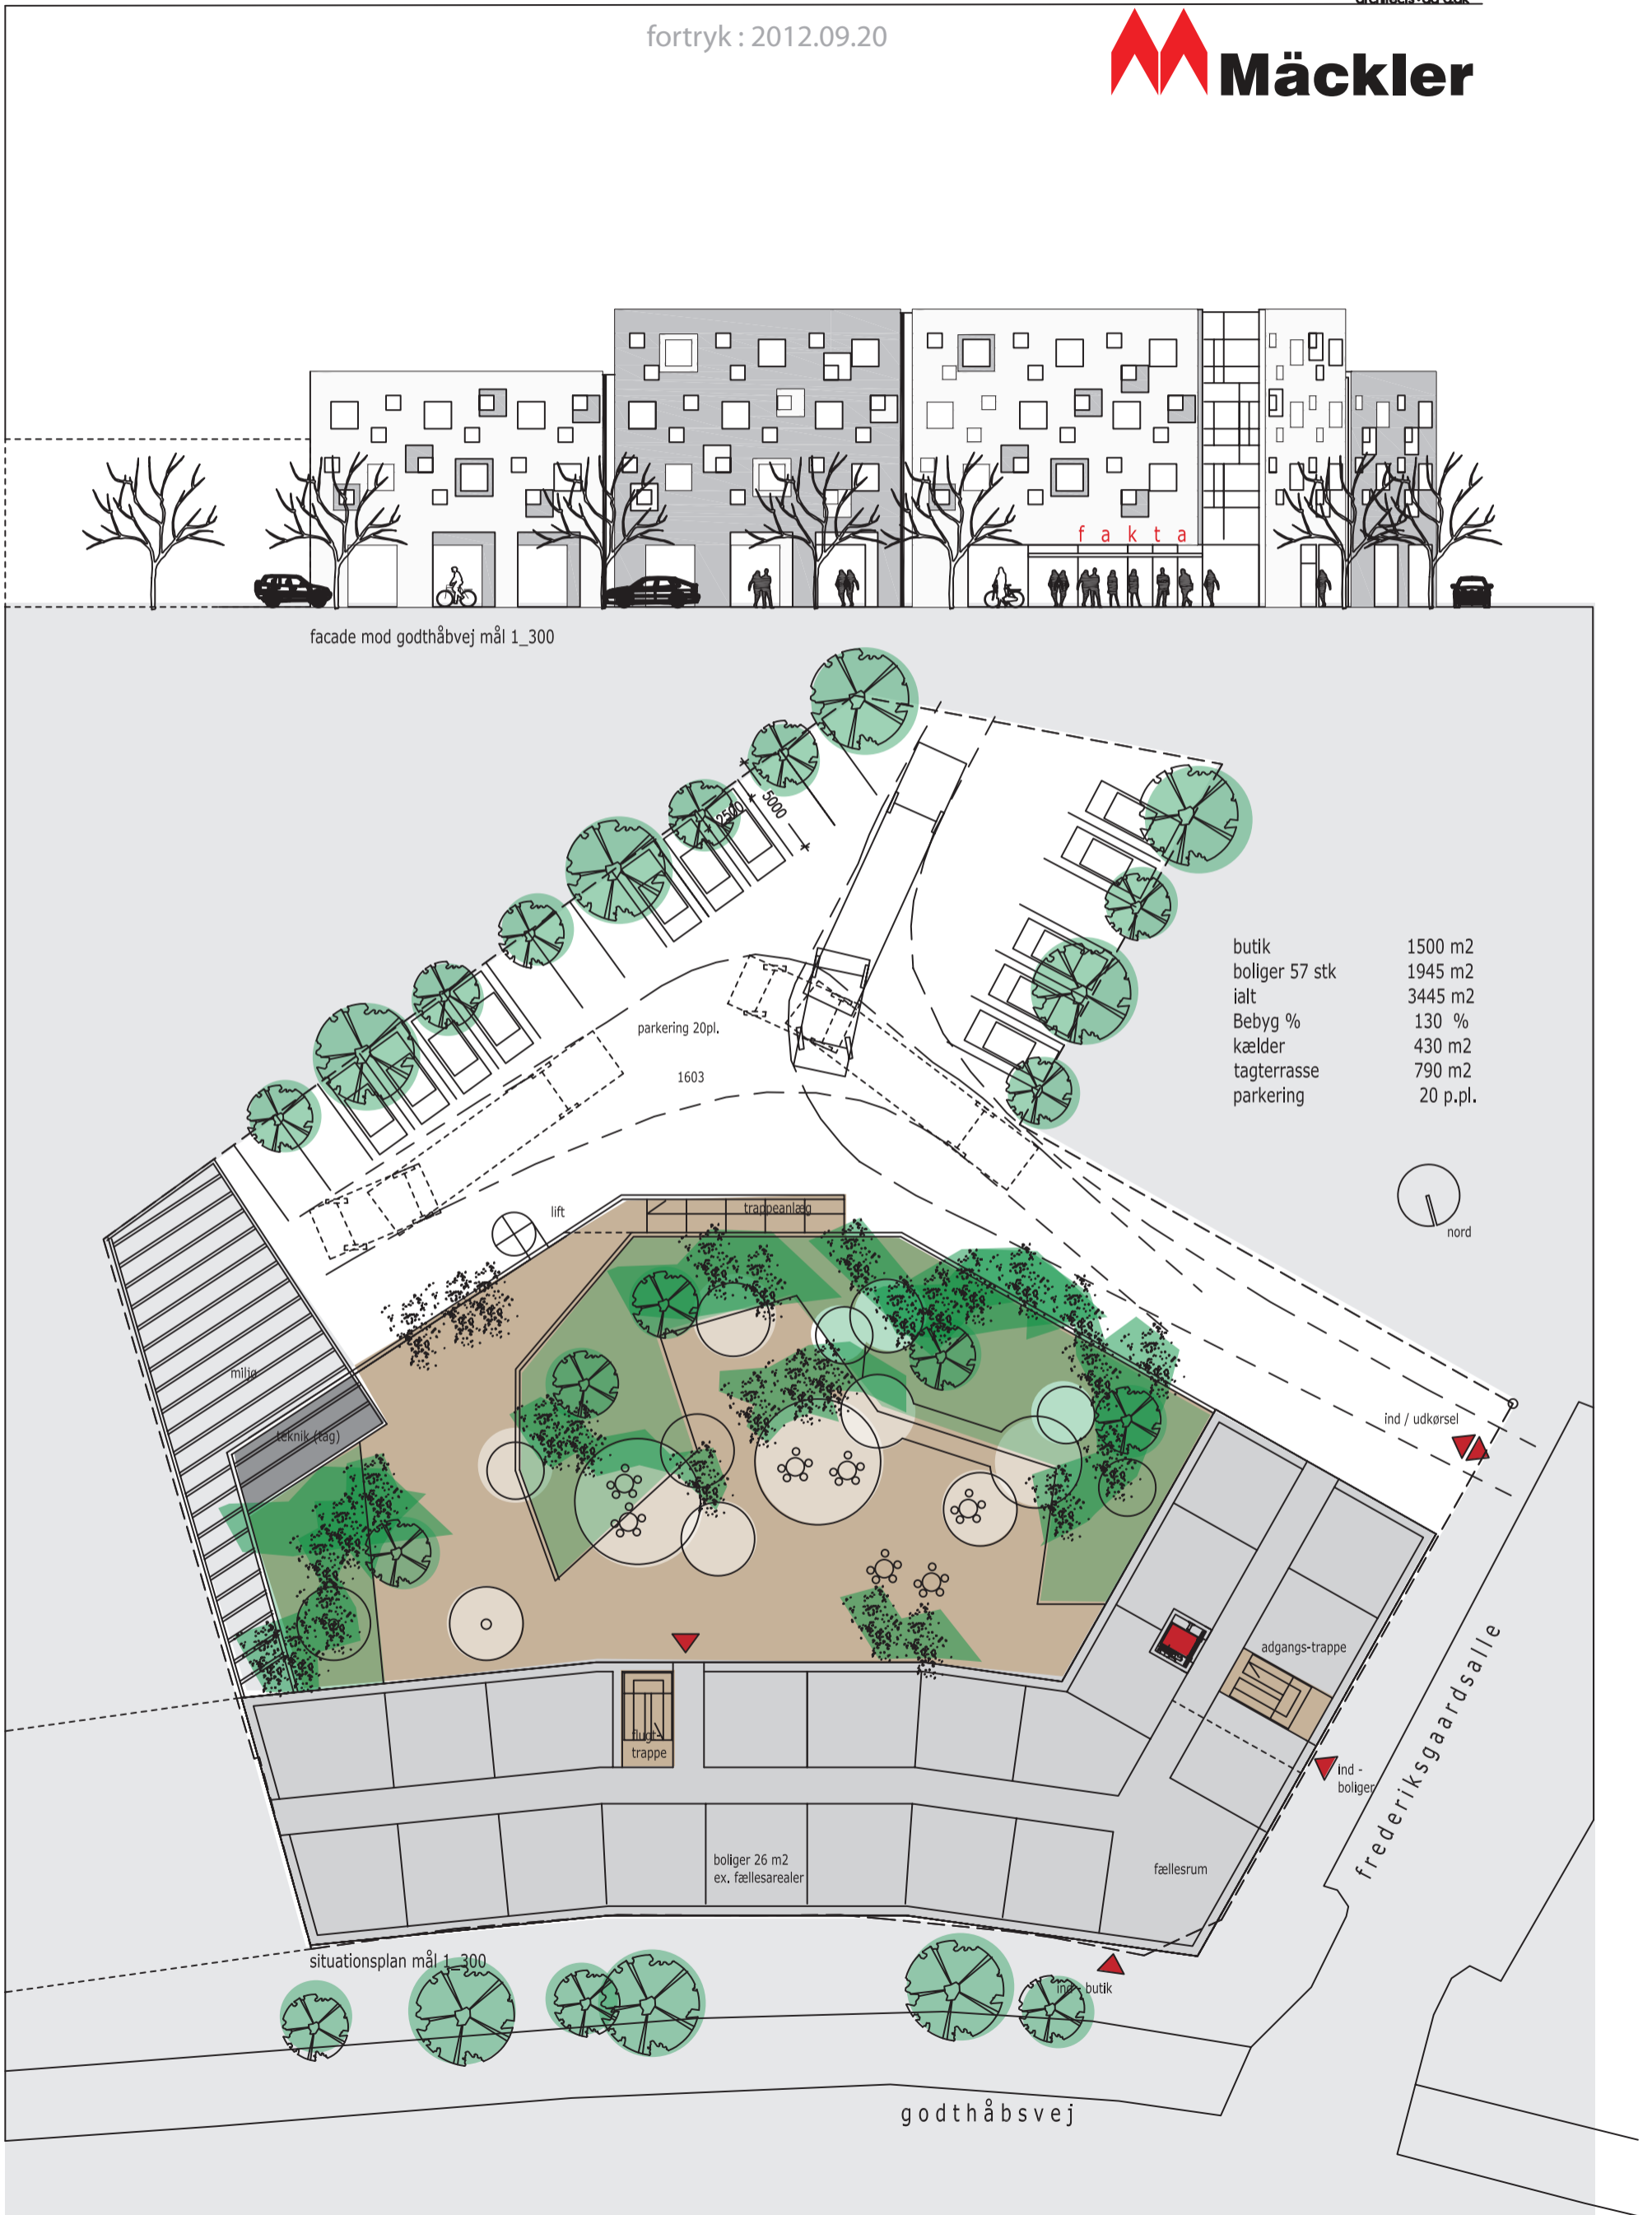 fortryk : 2012.09.20
Mäckler
fakta
facade mod godthåbvej mål 1_300
2500
5000
butik 1500 m2
boliger 57 stk 1945 m2
ialt 3445 m2
Bebyg % 130 %
kælder 430 m2
tagterrasse 790 m2
parkering 20 p.pl.
parkering 20pl.
1603
nord
lift
trappeanlæg
miljø
teknik (tag)
ind / udkørsel
adgangs-trappe
flugt-
trappe
ind -
boliger
frederiksgaardsalle
boliger 26 m2
ex. fællesarealer
fællesrum
situationsplan mål 1_300
ind - butik
godthåbsvej